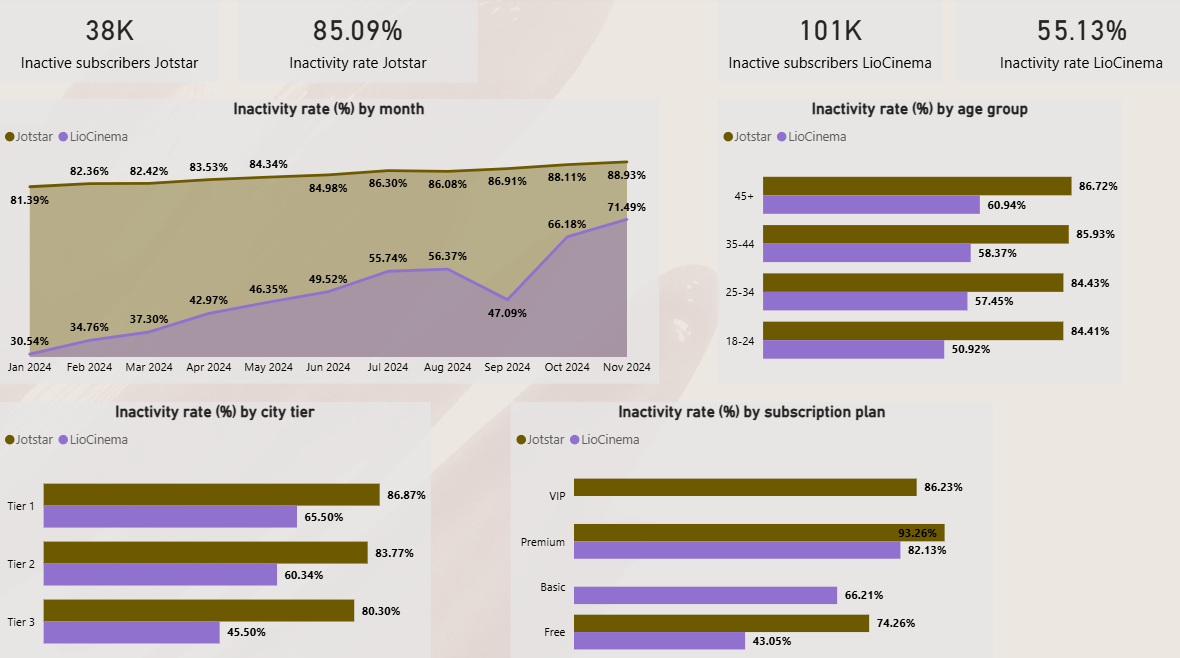 38K
Inactive subscribers Jotstar
85.09%
Inactivity rate Jotstar
101K
Inactive subscribers LioCinema
55.13%
Inactivity rate LioCinema
Inactivity rate (%) by month
Jotstar LioCinema
81.39% 82.36% 82.42% 83.53% 84.34% 84.98% 86.30% 86.08% 86.91% 88.11% 88.93%
30.54% 34.76% 37.30% 42.97% 46.35% 49.52% 55.74% 56.37% 47.09% 66.18% 71.49%
Jan 2024 Feb 2024 Mar 2024 Apr 2024 May 2024 Jun 2024 Jul 2024 Aug 2024 Sep 2024 Oct 2024 Nov 2024
Inactivity rate (%) by age group
Jotstar LioCinema
45+ 86.72%
60.94%
35-44 85.93%
58.37%
25-34 84.43%
57.45%
18-24 84.41%
50.92%
Inactivity rate (%) by city tier
Jotstar LioCinema
Tier 1 86.87%
65.50%
Tier 2 83.77%
60.34%
Tier 3 80.30%
45.50%
Inactivity rate (%) by subscription plan
Jotstar LioCinema
VIP 86.23%
Premium 93.26%
82.13%
Basic 66.21%
Free 74.26%
43.05%